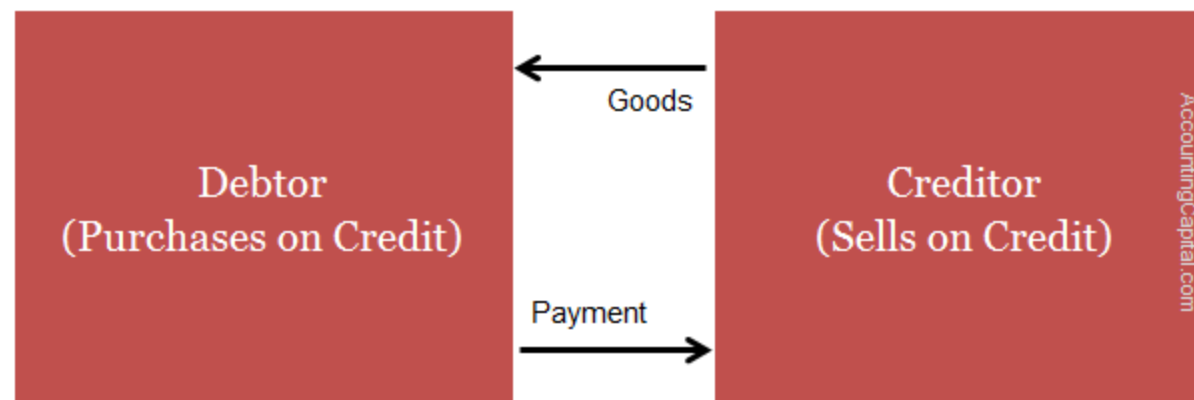 Goods
Debtor
(Purchases on Credit)
Creditor
(Sells on Credit)
Payment
AccountingCapital.com